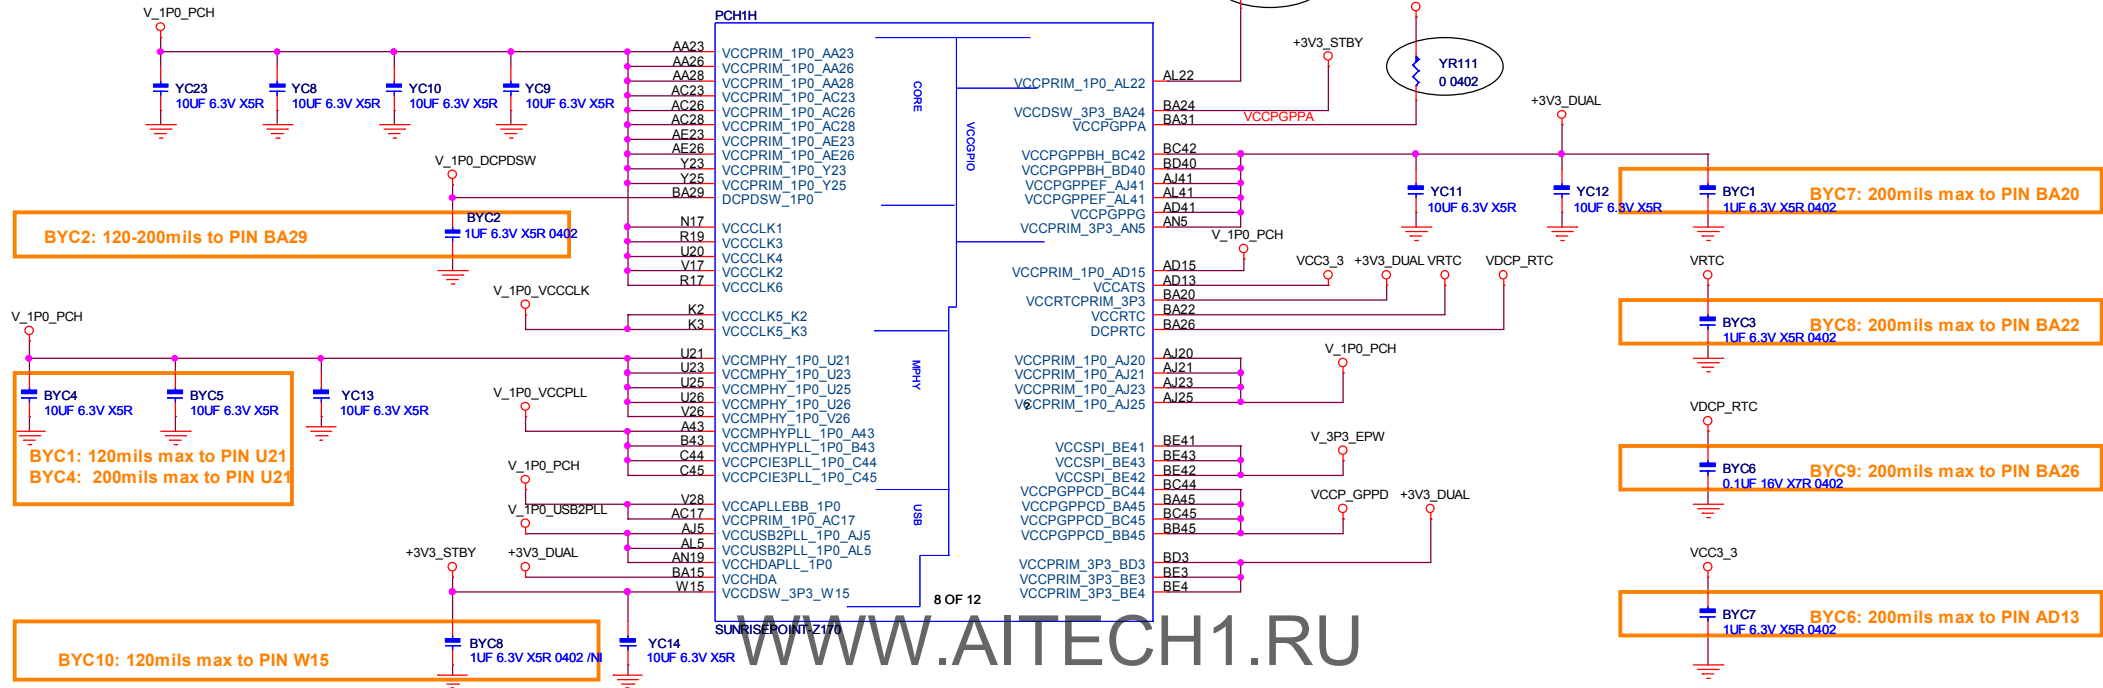 V_1P0_PCH
YC23
10UF 6.3V X5R
YC8
10UF 6.3V X5R
YC10
10UF 6.3V X5R
YC9
10UF 6.3V X5R
V_1P0_DCPDSW
BYC2
1UF 6.3V X5R 0402
BYC2: 120-200mils to PIN BA29
V_1P0_VCCCLK
V_1P0_PCH
BYC4
10UF 6.3V X5R
BYC5
10UF 6.3V X5R
YC13
10UF 6.3V X5R
BYC1: 120mils max to PIN U21
BYC4: 200mils max to PIN U21
V_1P0_VCCPLL
V_1P0_PCH
V_1P0_USB2PLL
+3V3_STBY
+3V3_DUAL
BYC8
1UF 6.3V X5R 0402 /NI
YC14
10UF 6.3V X5R
BYC10: 120mils max to PIN W15
PCH1H
AA23 VCCPRIM_1P0_AA23
AA26 VCCPRIM_1P0_AA26
AA28 VCCPRIM_1P0_AA28
AC23 VCCPRIM_1P0_AC23
AC26 VCCPRIM_1P0_AC26
AC28 VCCPRIM_1P0_AC28
AE23 VCCPRIM_1P0_AE23
AE26 VCCPRIM_1P0_AE26
Y23 VCCPRIM_1P0_Y23
Y25 VCCPRIM_1P0_Y25
BA29 DCPDSW_1P0
N17 VCCCLK1
R19 VCCCLK3
U20 VCCCLK4
V17 VCCCLK2
R17 VCCCLK6
K2 VCCCLK5_K2
K3 VCCCLK5_K3
U21 VCCMPHY_1P0_U21
U23 VCCMPHY_1P0_U23
U25 VCCMPHY_1P0_U25
U26 VCCMPHY_1P0_U26
V26 VCCMPHY_1P0_V26
A43 VCCMPHYPLL_1P0_A43
B43 VCCMPHYPLL_1P0_B43
C44 VCCPCIE3PLL_1P0_C44
C45 VCCPCIE3PLL_1P0_C45
V28 VCCAPLLEBB_1P0
AC17 VCCPRIM_1P0_AC17
AJ5 VCCUSB2PLL_1P0_AJ5
AL5 VCCUSB2PLL_1P0_AL5
AN19 VCCHDAPLL_1P0
BA15 VCCHDA
W15 VCCDSW_3P3_W15
CORE
VCCGPIO
MPHY
USB
VCCPRIM_1P0_AL22 AL22
VCCDSW_3P3_BA24 BA24
VCCPGPPA BA31
VCCPGPPBH_BC42 BC42
VCCPGPPBH_BD40 BD40
VCCPGPPEF_AJ41 AJ41
VCCPGPPEF_AL41 AL41
VCCPGPPG AD41
VCCPRIM_3P3_AN5 AN5
VCCPRIM_1P0_AD15 AD15
VCCATS AD13
VCCRTCPRIM_3P3 BA20
VCCRTC BA22
DCPRTC BA26
VCCPRIM_1P0_AJ20 AJ20
VCCPRIM_1P0_AJ21 AJ21
VCCPRIM_1P0_AJ23 AJ23
VCCPRIM_1P0_AJ25 AJ25
VCCSPI_BE41 BE41
VCCSPI_BE43 BE43
VCCSPI_BE42 BE42
VCCPGPPCD_BC44 BC44
VCCPGPPCD_BA45 BA45
VCCPGPPCD_BC45 BC45
VCCPGPPCD_BB45 BB45
VCCPRIM_3P3_BD3 BD3
VCCPRIM_3P3_BE3 BE3
VCCPRIM_3P3_BE4 BE4
8 OF 12
SUNRISEPOINT-Z170
+3V3_STBY
YR111
0 0402
VCCPGPPA
+3V3_DUAL
YC11
10UF 6.3V X5R
YC12
10UF 6.3V X5R
BYC1
1UF 6.3V X5R 0402
BYC7: 200mils max to PIN BA20
V_1P0_PCH
VCC3_3
+3V3_DUAL
VRTC
VDCP_RTC
VRTC
BYC3
1UF 6.3V X5R 0402
BYC8: 200mils max to PIN BA22
V_1P0_PCH
V_3P3_EPW
VCCP_GPPD
+3V3_DUAL
VDCP_RTC
BYC6
0.1UF 16V X7R 0402
BYC9: 200mils max to PIN BA26
VCC3_3
BYC7
1UF 6.3V X5R 0402
BYC6: 200mils max to PIN AD13
WWW.AITECH1.RU